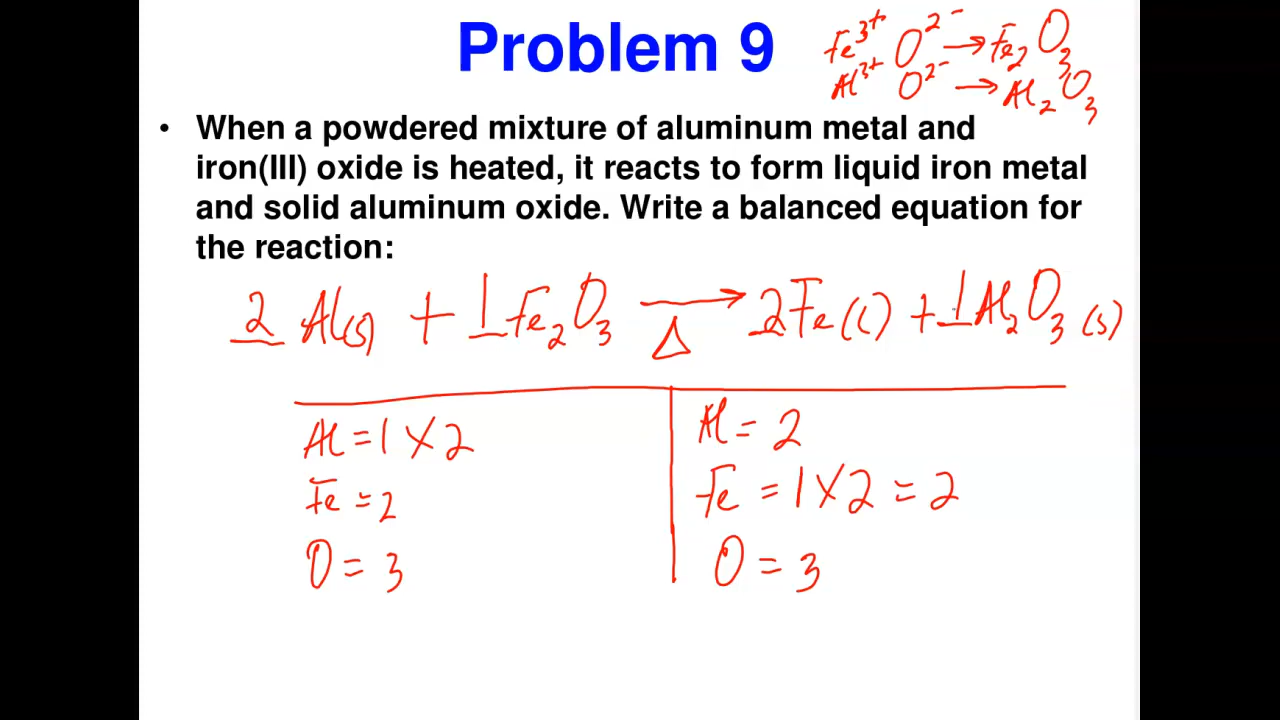 Problem 9
Fe³⁺ O²⁻ → Fe₂O₃
Al³⁺ O²⁻ → Al₂O₃
• When a powdered mixture of aluminum metal and
iron(III) oxide is heated, it reacts to form liquid iron metal
and solid aluminum oxide. Write a balanced equation for
the reaction:
2 Al(s) + 1 Fe₂O₃ → Δ 2 Fe(l) + 1 Al₂O₃ (s)
Al = 1 X 2
Al = 2
Fe = 2
Fe = 1 X 2 = 2
O = 3
O = 3